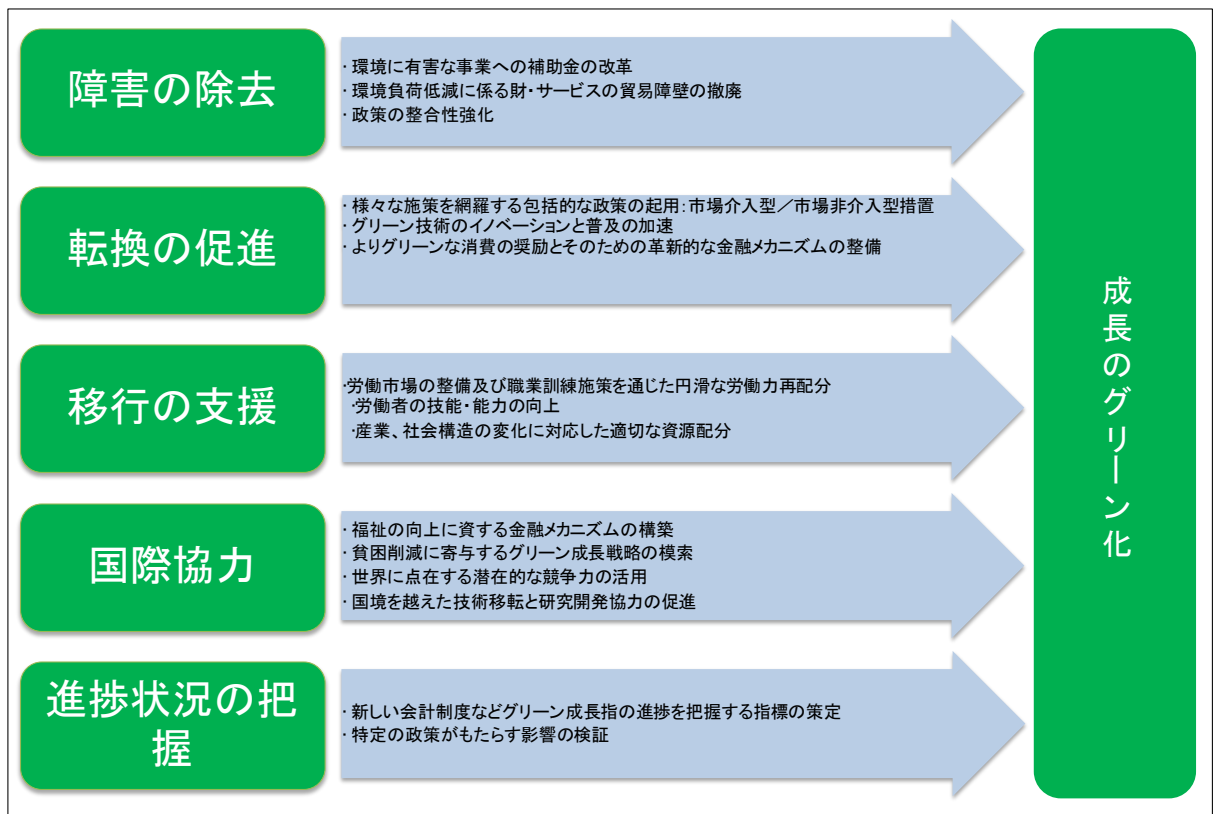 障害の除去
・環境に有害な事業への補助金の改革
・環境負荷低減に係る財・サービスの貿易障壁の撤廃
・政策の整合性強化
転換の促進
・様々な施策を網羅する包括的な政策の起用：市場介入型／市場非介入型措置
・グリーン技術のイノベーションと普及の加速
・よりグリーンな消費の奨励とそのための革新的な金融メカニズムの整備
移行の支援
・労働市場の整備及び職業訓練施策を通じた円滑な労働力再配分
・労働者の技能・能力の向上
・産業、社会構造の変化に対応した適切な資源配分
国際協力
・福祉の向上に資する金融メカニズムの構築
・貧困削減に寄与するグリーン成長戦略の模索
・世界に点在する潜在的な競争力の活用
・国境を越えた技術移転と研究開発協力の促進
進捗状況の把
握
・新しい会計制度などグリーン成長指の進捗を把握する指標の策定
・特定の政策がもたらす影響の検証
成長のグリーン化